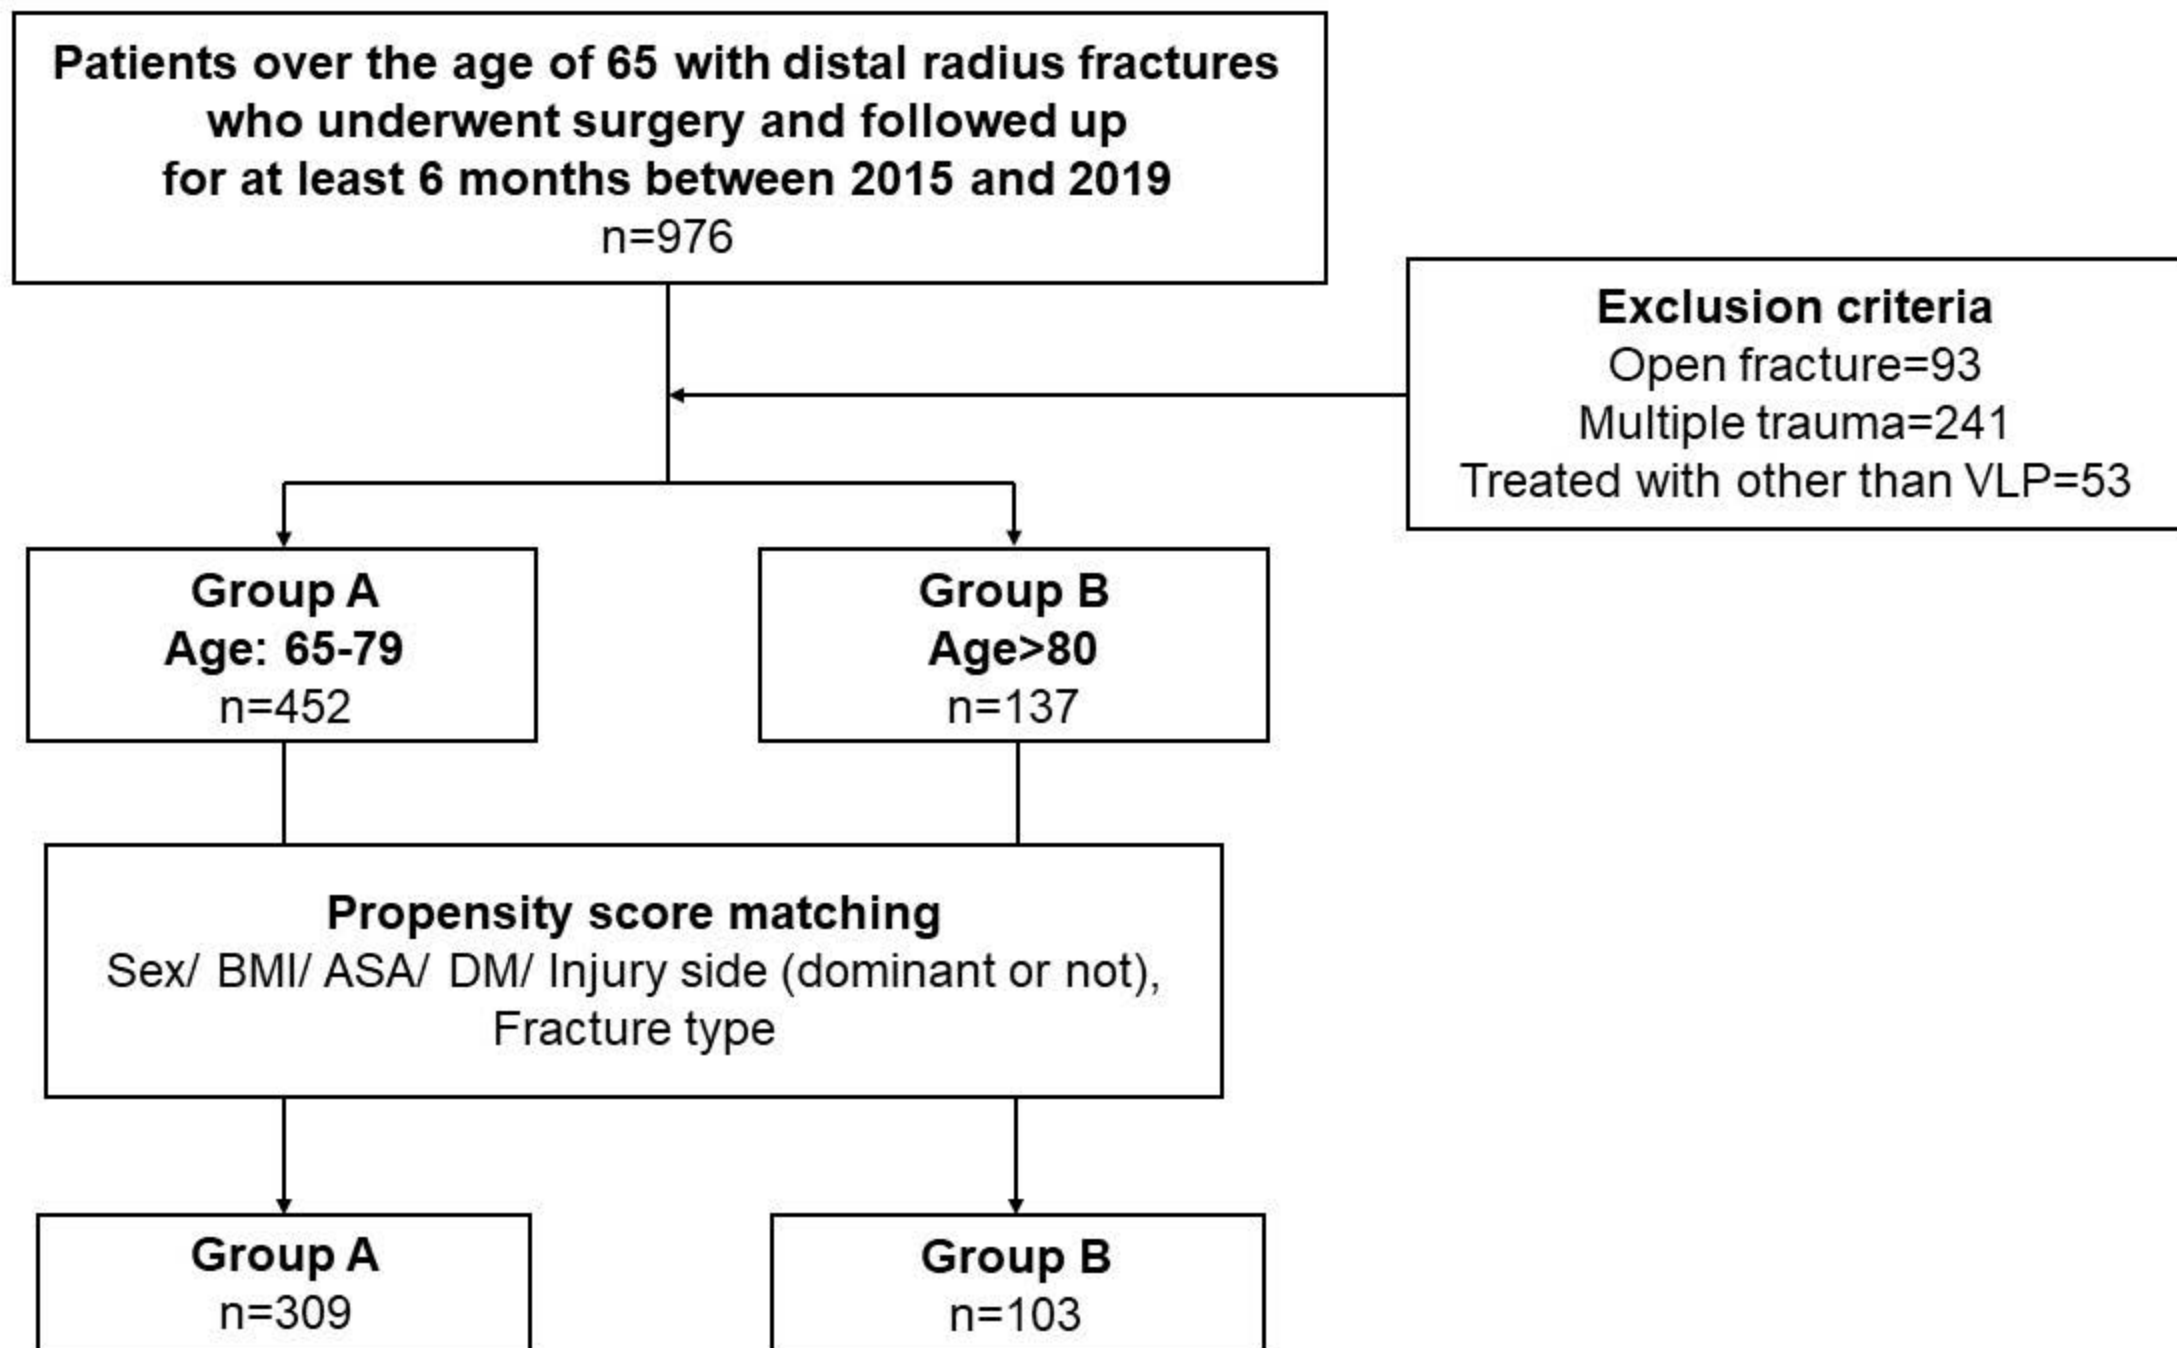 Patients over the age of 65 with distal radius fractures
who underwent surgery and followed up
for at least 6 months between 2015 and 2019
n=976
Exclusion criteria
Open fracture=93
Multiple trauma=241
Treated with other than VLP=53
Group A
Age: 65-79
n=452
Group B
Age>80
n=137
Propensity score matching
Sex/ BMI/ ASA/ DM/ Injury side (dominant or not),
Fracture type
Group A
n=309
Group B
n=103